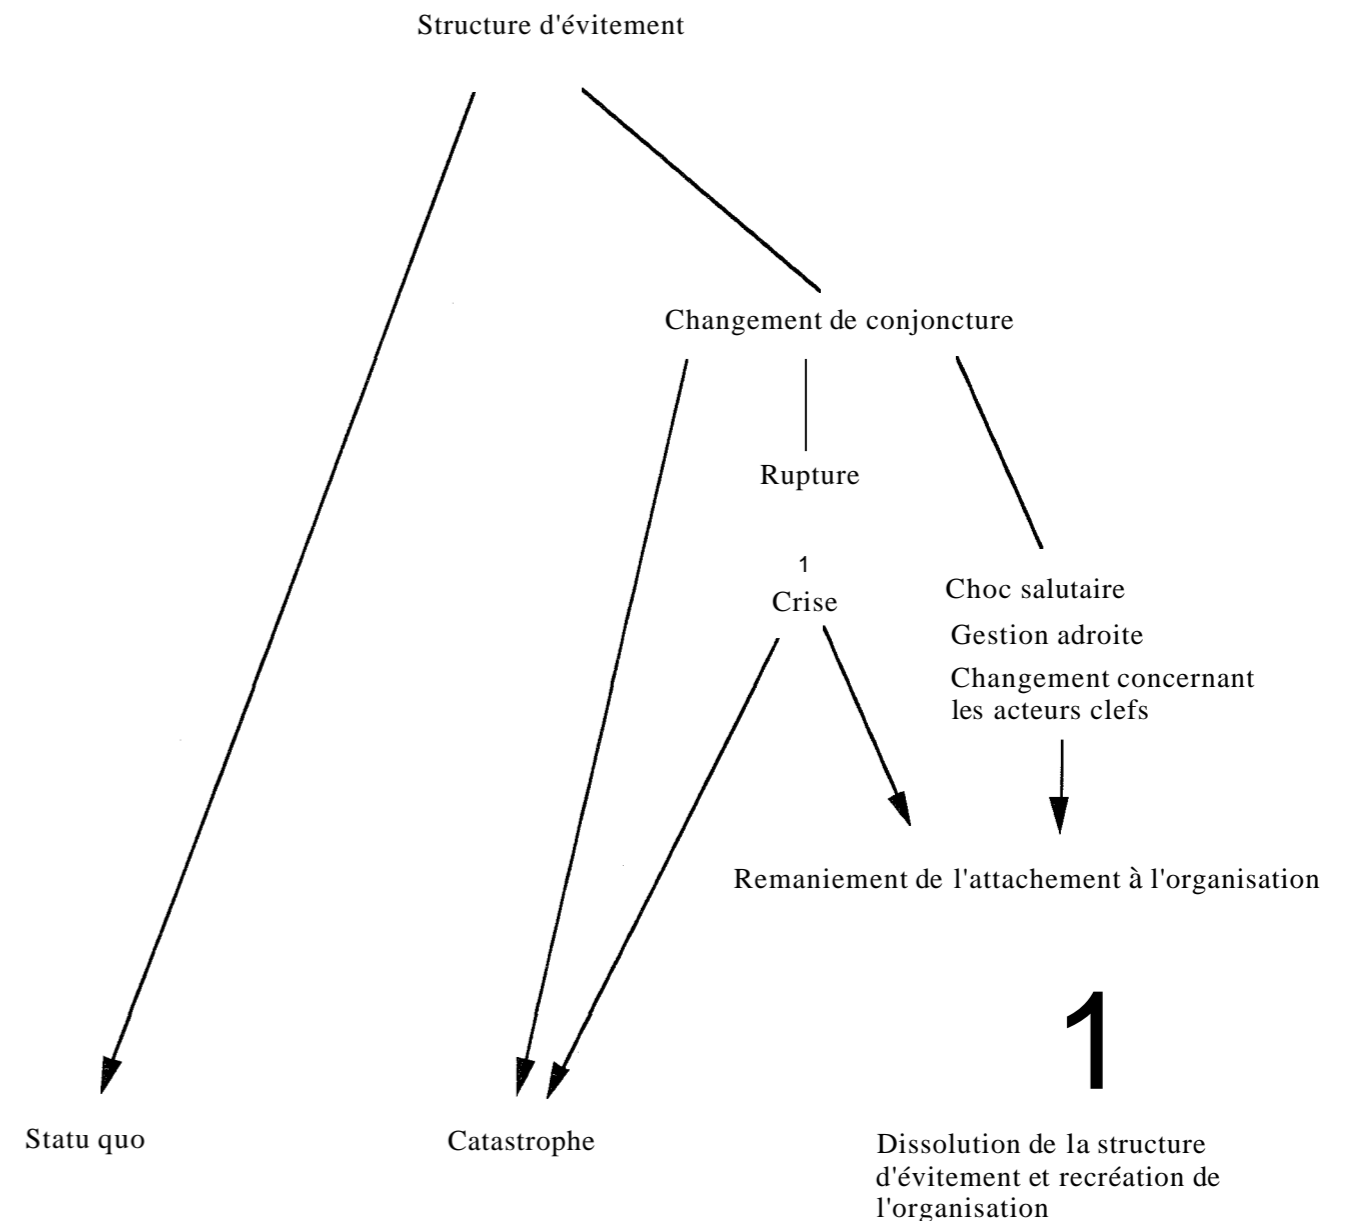 Structure d'évitement
Changement de conjoncture
Rupture
1
Crise
Choc salutaire
Gestion adroite
Changement concernant
les acteurs clefs
Remaniement de l'attachement à l'organisation
1
Statu quo
Catastrophe
Dissolution de la structure
d'évitement et recréation de
l'organisation